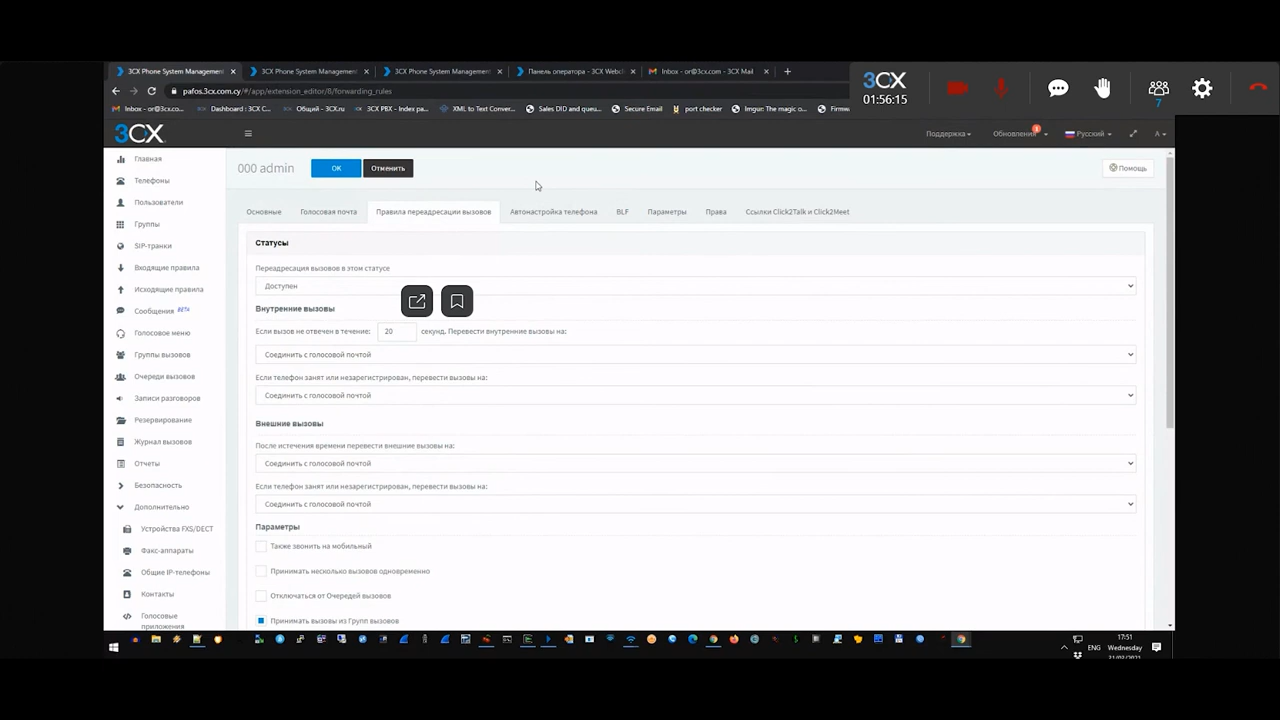 3CX Phone System Management
3CX Phone System Management
3CX Phone System Management
Панель оператора - 3CX Webcl
Inbox - or@3cx.com - 3CX Mail
3CX
01:56:15
7
pafos.3cx.com.cy/#/app/extension_editor/8/forwarding_rules
Inbox - or@3cx.co...
Dashboard : 3CX C...
Общий - 3CX.ru
3CX PBX - Index pa...
XML to Text Conver...
Sales DID and ques...
Secure Email
port checker
Imgur: The magic of...
Firmw
3CX
Поддержка
Обновления
Русский
A
000 admin
OK
Отменить
Помощь
Главная
Телефоны
Пользователи
Группы
SIP-транки
Входящие правила
Исходящие правила
Сообщения BETA
Голосовое меню
Группы вызовов
Очереди вызовов
Записи разговоров
Резервирование
Журнал вызовов
Отчеты
Безопасность
Дополнительно
Устройства FXS/DECT
Факс-аппараты
Общие IP-телефоны
Контакты
Голосовые
приложения
Основные
Голосовая почта
Правила переадресации вызовов
Автонастройка телефона
BLF
Параметры
Права
Ссылки Click2Talk и Click2Meet
Статусы
Переадресация вызовов в этом статусе
Доступен
Внутренние вызовы
Если вызов не отвечен в течение: 20 секунд. Перевести внутренние вызовы на:
Соединить с голосовой почтой
Если телефон занят или незарегистрирован, перевести вызовы на:
Соединить с голосовой почтой
Внешние вызовы
После истечения времени перевести внешние вызовы на:
Соединить с голосовой почтой
Если телефон занят или незарегистрирован, перевести вызовы на:
Соединить с голосовой почтой
Параметры
Также звонить на мобильный
Принимать несколько вызовов одновременно
Отключаться от Очередей вызовов
Принимать вызовы из Групп вызовов
ENG
17:51
Wednesday